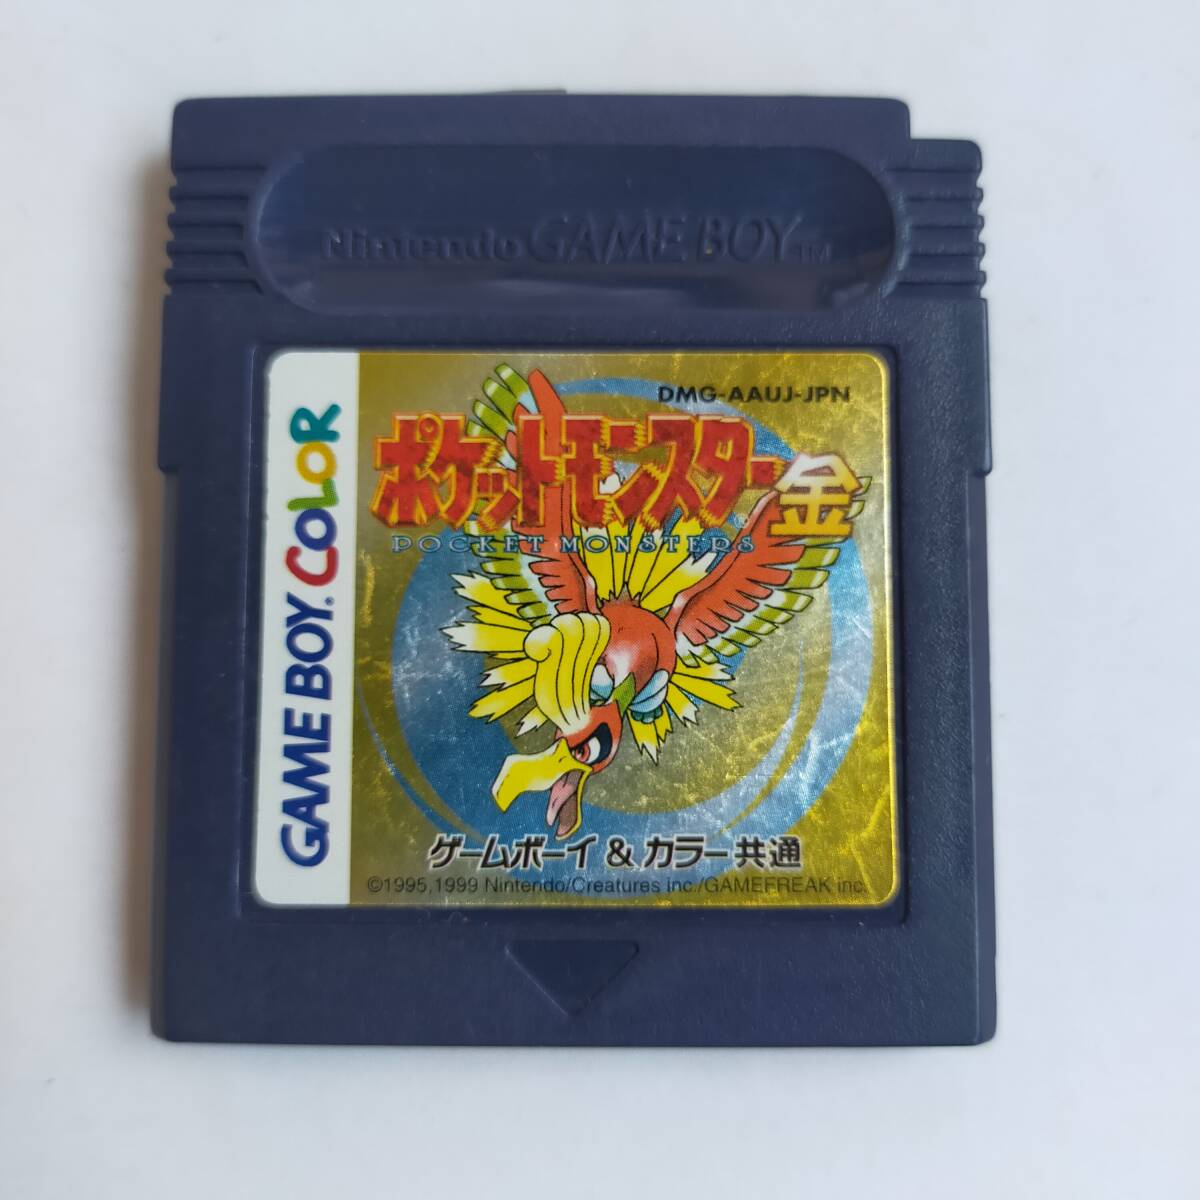 Nintendo GAME BOY™
DMG-AAUJ-JPN
ポケットモンスター金
POCKET MONSTERS
GAME BOY COLOR
ゲームボーイ & カラー共通
©1995,1999 Nintendo/Creatures inc./GAMEFREAK inc.